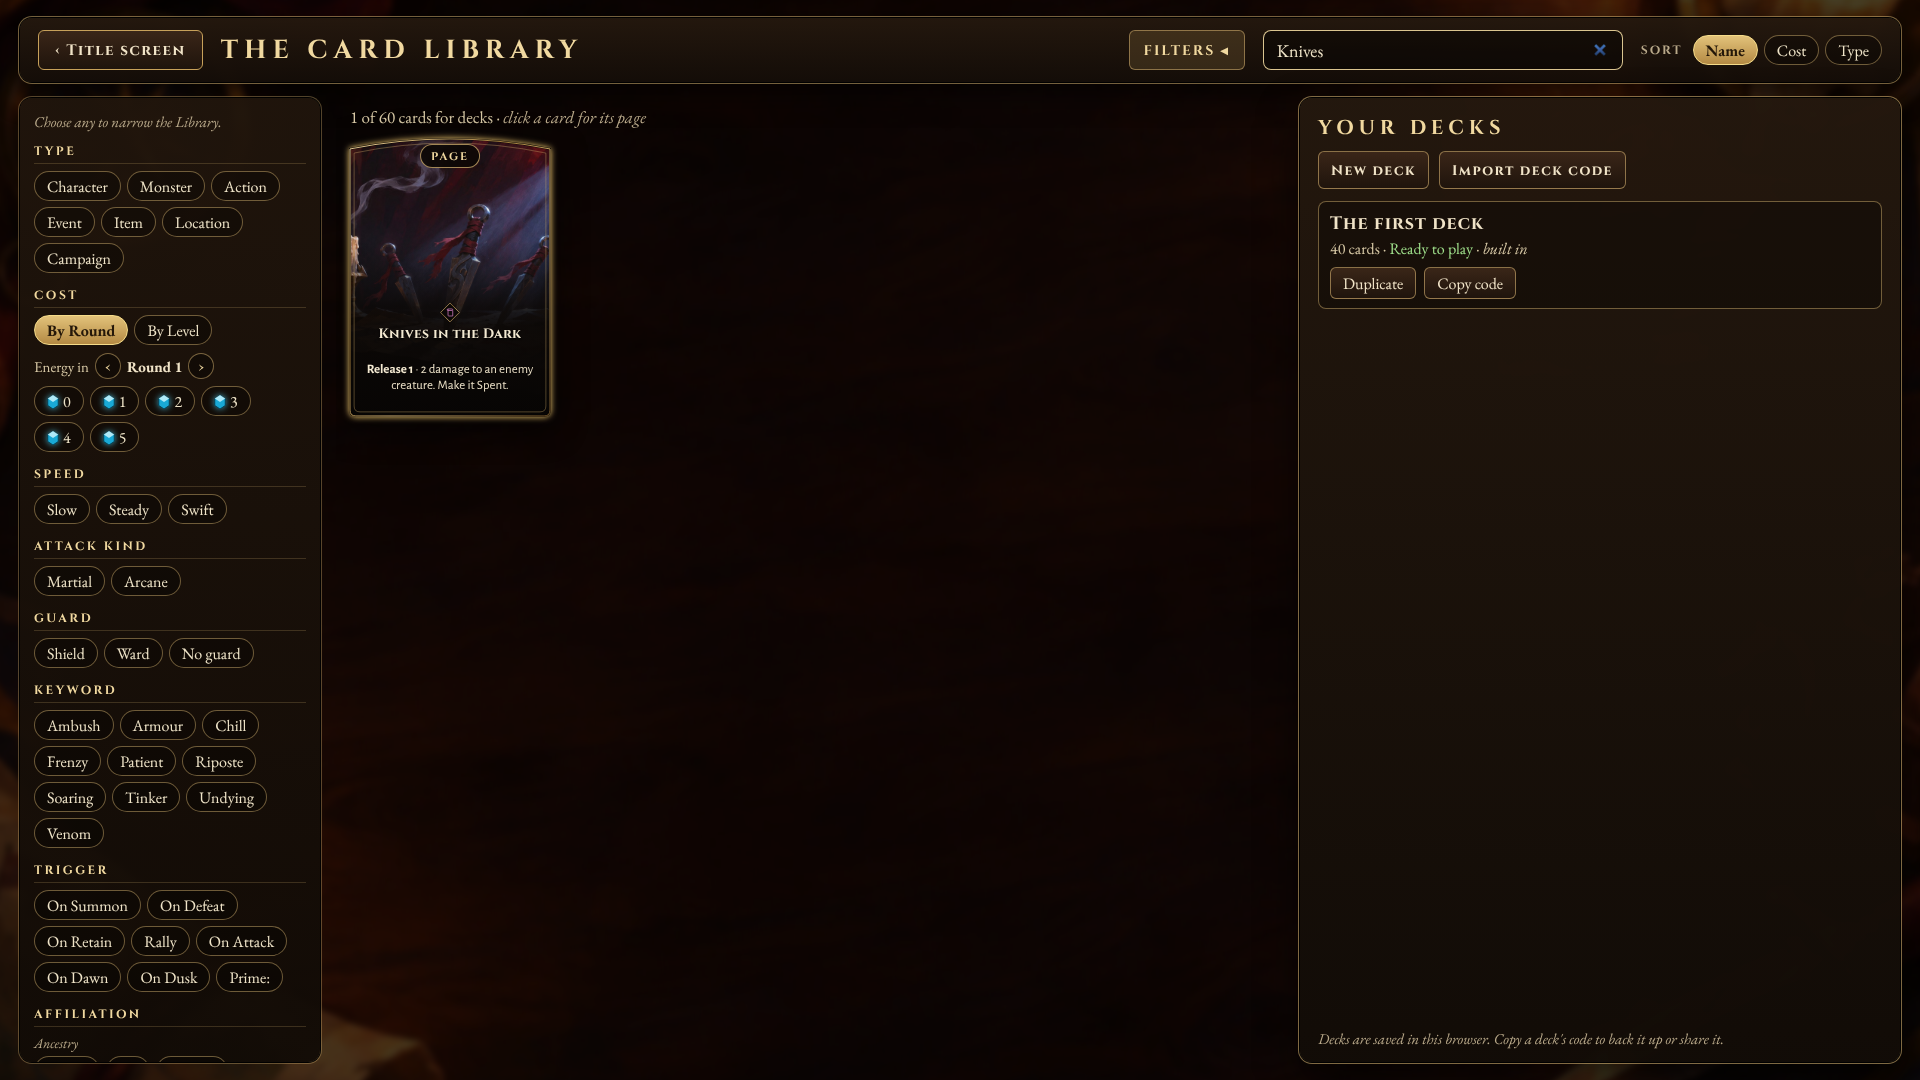 ‹ Title screen
THE CARD LIBRARY
FILTERS ◂
Knives
✕
SORT
Name
Cost
Type
Choose any to narrow the Library.
TYPE
Character
Monster
Action
Event
Item
Location
Campaign
COST
By Round
By Level
Energy in ‹ Round 1 ›
0
1
2
3
4
5
SPEED
Slow
Steady
Swift
ATTACK KIND
Martial
Arcane
GUARD
Shield
Ward
No guard
KEYWORD
Ambush
Armour
Chill
Frenzy
Patient
Riposte
Soaring
Tinker
Undying
Venom
TRIGGER
On Summon
On Defeat
On Retain
Rally
On Attack
On Dawn
On Dusk
Prime:
AFFILIATION
Ancestry
1 of 60 cards for decks · click a card for its page
PAGE
Knives in the Dark
Release 1 · 2 damage to an enemy
creature. Make it Spent.
YOUR DECKS
New deck
Import deck code
The first deck
40 cards · Ready to play · built in
Duplicate
Copy code
Decks are saved in this browser. Copy a deck's code to back it up or share it.